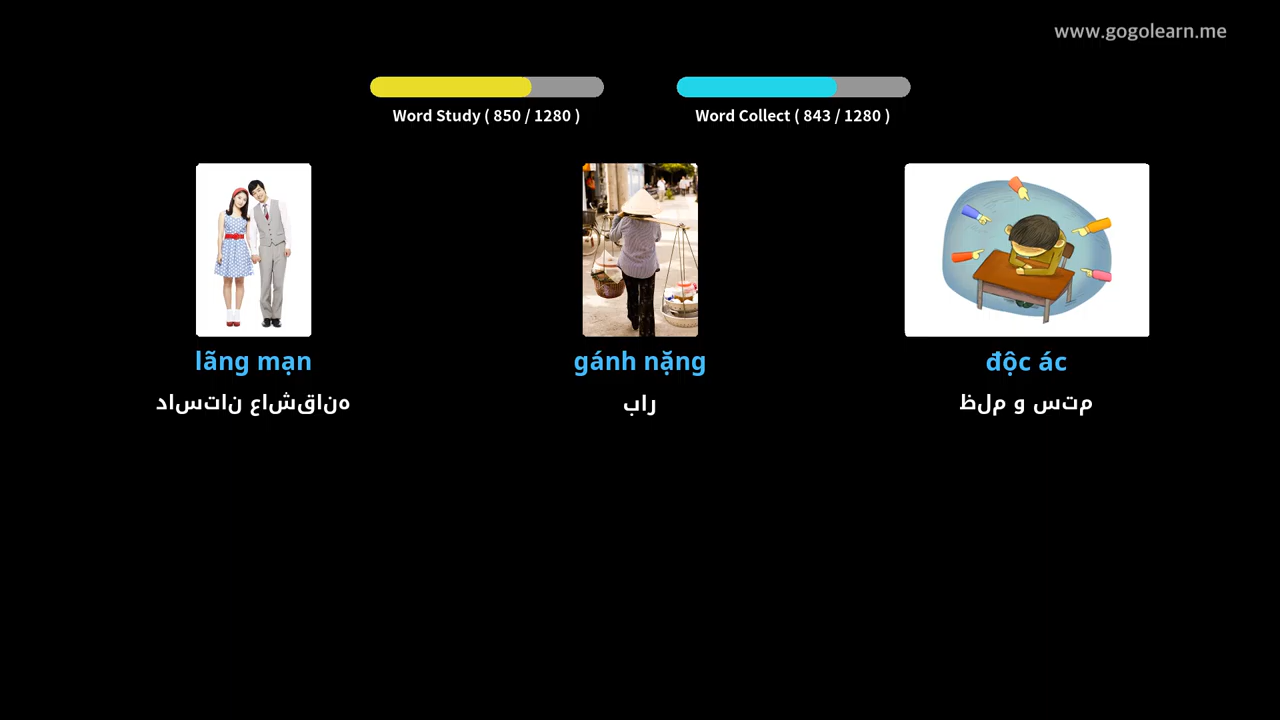 www.gogolearn.me
Word Study ( 850 / 1280 )
Word Collect ( 843 / 1280 )
lãng mạn
داستان عاشقانه
gánh nặng
بار
độc ác
ظلم و ستم